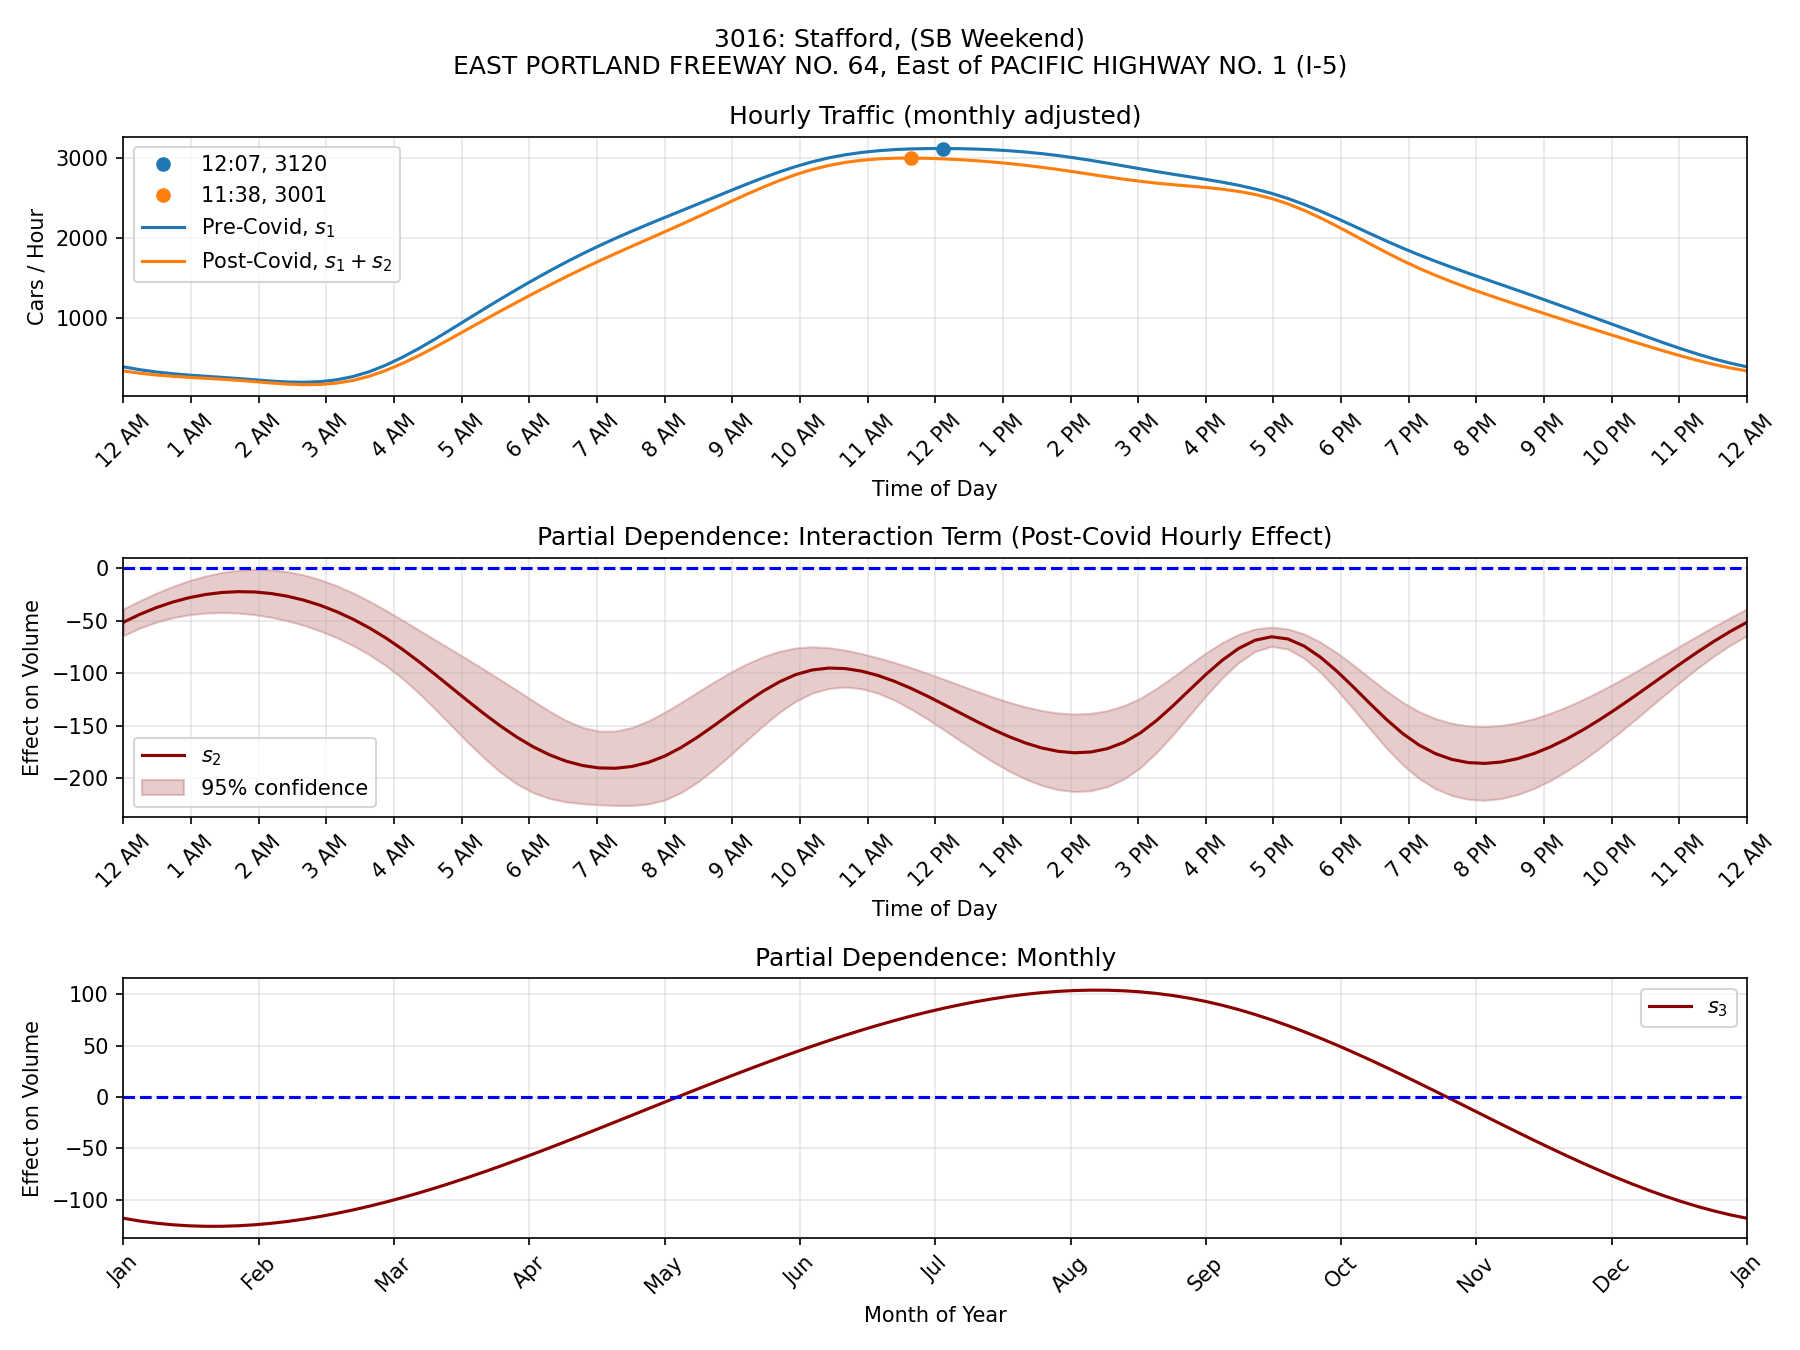 3016: Stafford, (SB Weekend)
EAST PORTLAND FREEWAY NO. 64, East of PACIFIC HIGHWAY NO. 1 (I-5)
Hourly Traffic (monthly adjusted)
3000
2000
1000
Cars / Hour
12:07, 3120
11:38, 3001
Pre-Covid, s₁
Post-Covid, s₁ + s₂
12 AM 1 AM 2 AM 3 AM 4 AM 5 AM 6 AM 7 AM 8 AM 9 AM 10 AM 11 AM 12 PM 1 PM 2 PM 3 PM 4 PM 5 PM 6 PM 7 PM 8 PM 9 PM 10 PM 11 PM 12 AM
Time of Day
Partial Dependence: Interaction Term (Post-Covid Hourly Effect)
0
−50
−100
−150
−200
Effect on Volume
s₂
95% confidence
12 AM 1 AM 2 AM 3 AM 4 AM 5 AM 6 AM 7 AM 8 AM 9 AM 10 AM 11 AM 12 PM 1 PM 2 PM 3 PM 4 PM 5 PM 6 PM 7 PM 8 PM 9 PM 10 PM 11 PM 12 AM
Time of Day
Partial Dependence: Monthly
100
50
0
−50
−100
Effect on Volume
s₃
Jan Feb Mar Apr May Jun Jul Aug Sep Oct Nov Dec Jan
Month of Year